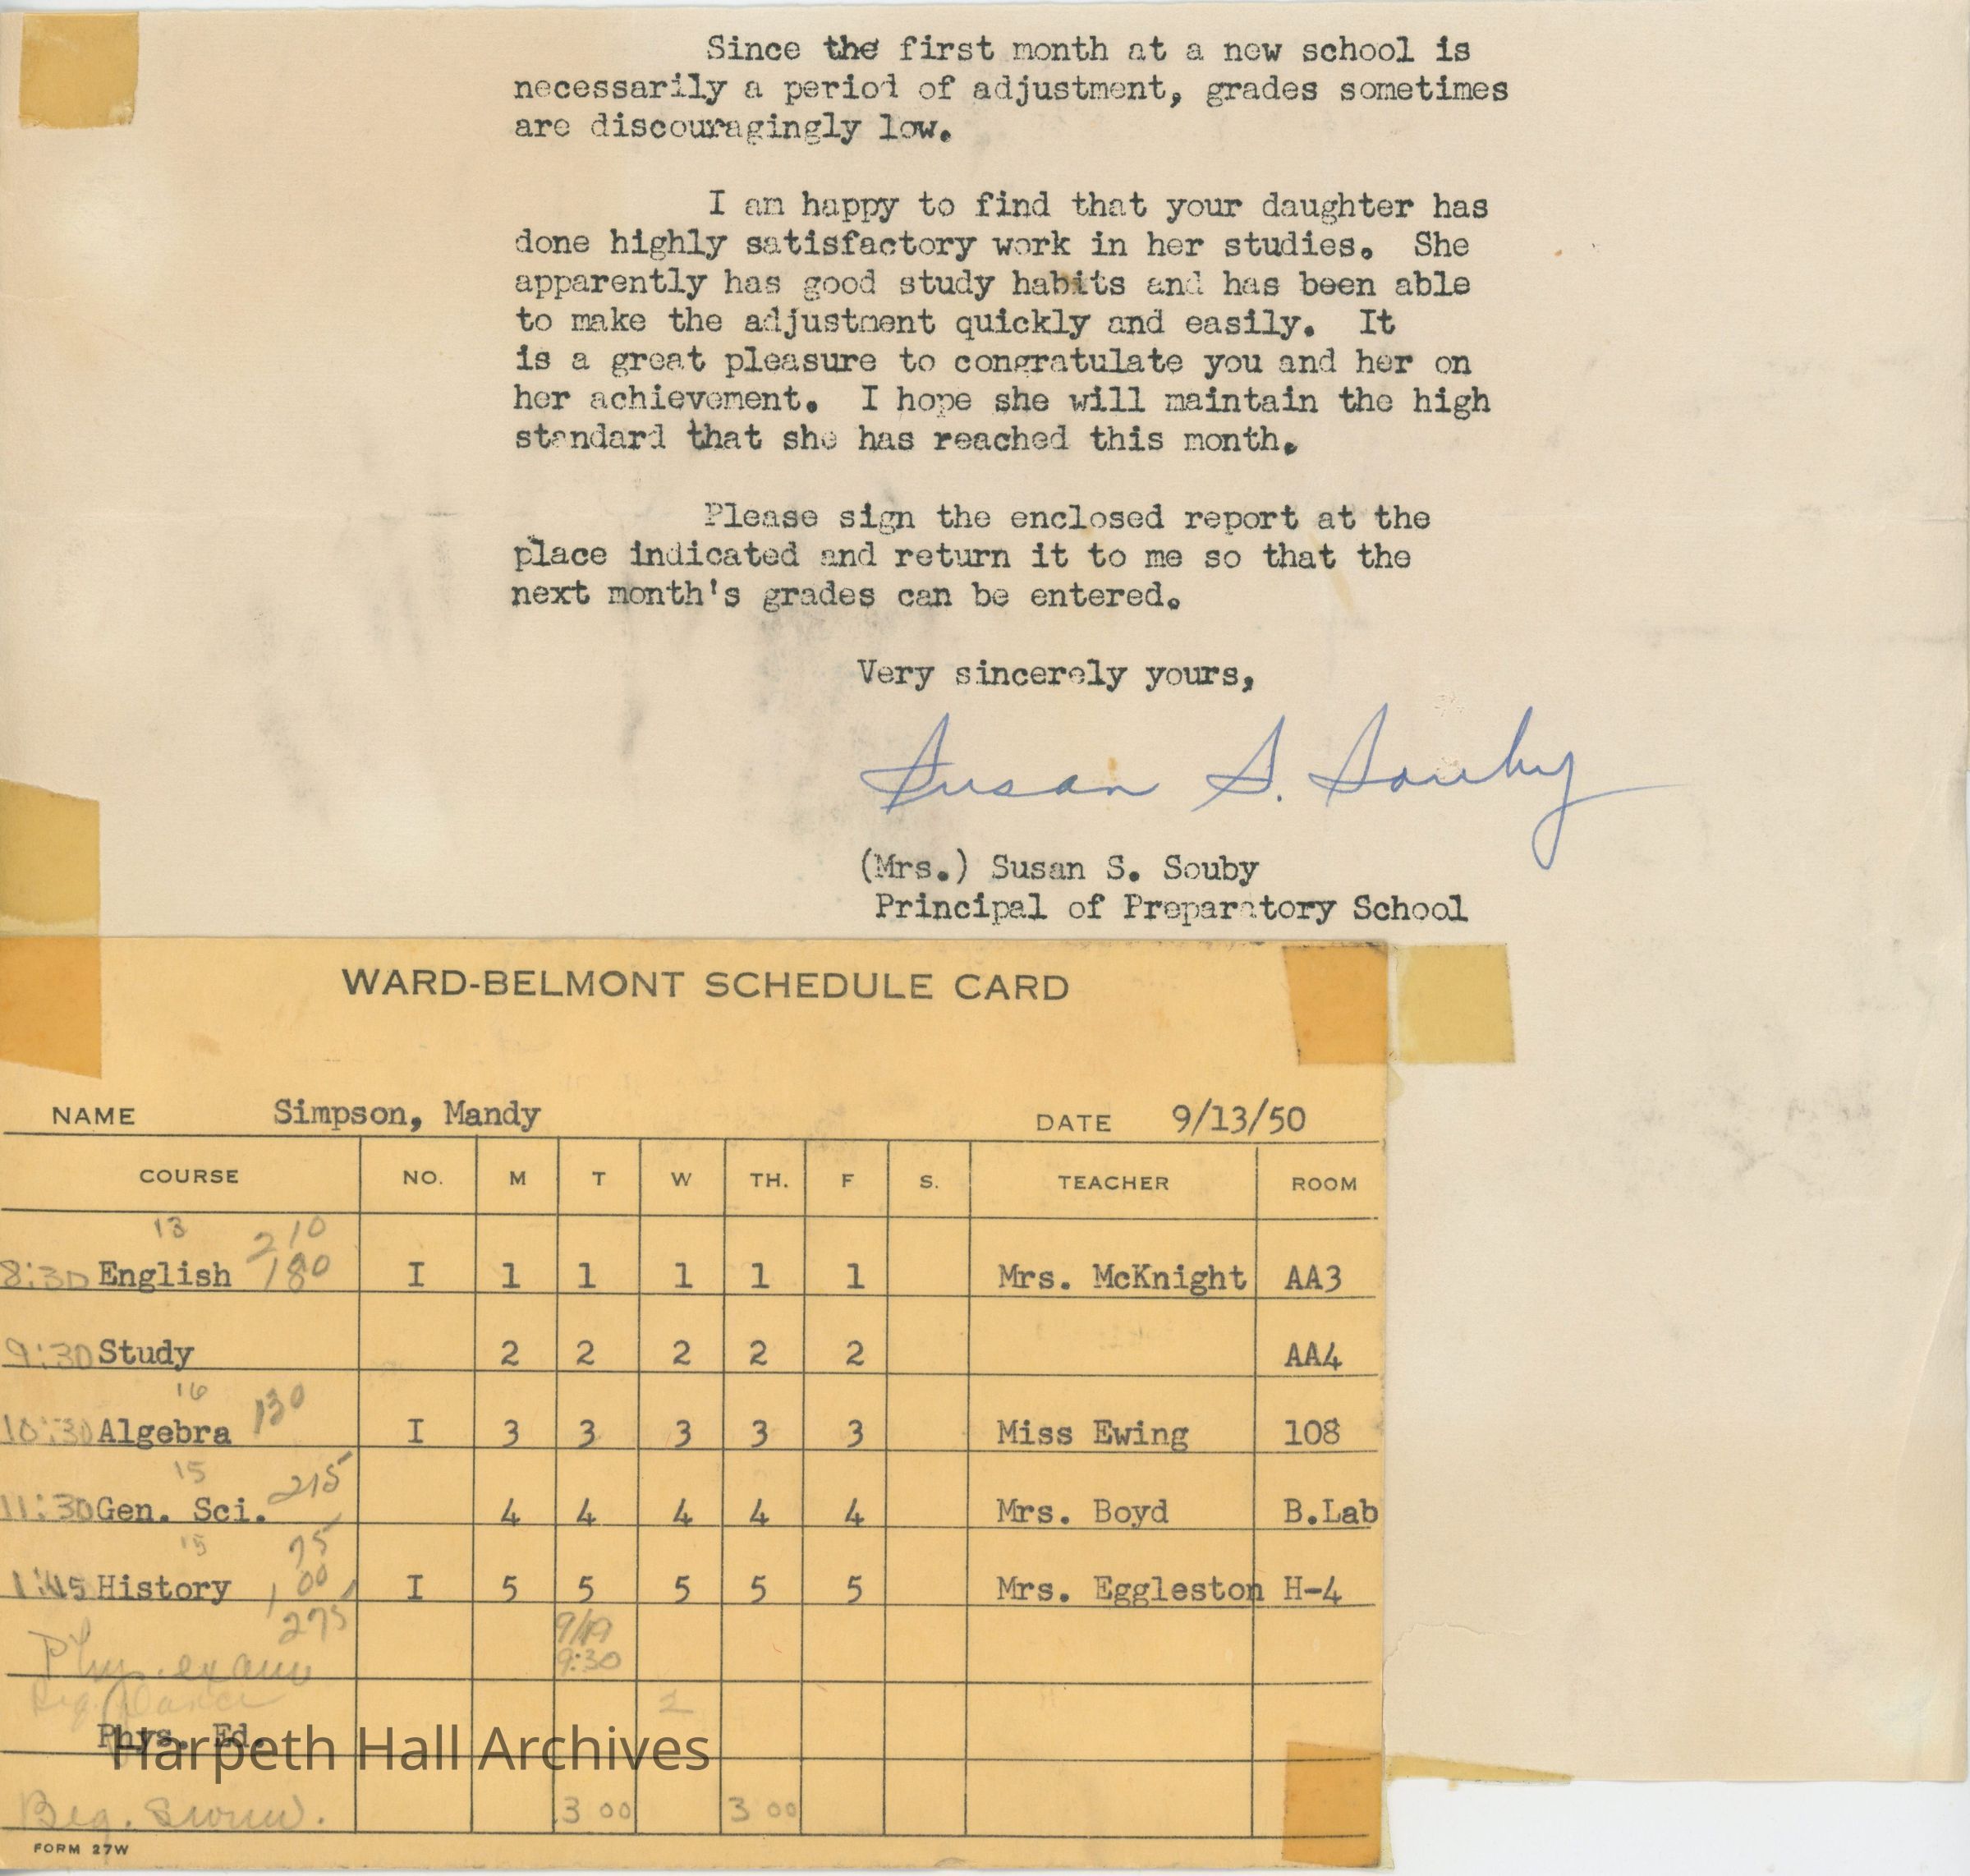 Since the first month at a new school is
necessarily a period of adjustment, grades sometimes
are discouragingly low.
I am happy to find that your daughter has
done highly satisfactory work in her studies. She
apparently has good study habits and has been able
to make the adjustment quickly and easily. It
is a great pleasure to congratulate you and her on
her achievement. I hope she will maintain the high
standard that she has reached this month.
Please sign the enclosed report at the
place indicated and return it to me so that the
next month's grades can be entered.
Very sincerely yours,
Susan S. Souby
(Mrs.) Susan S. Souby
Principal of Preparatory School
WARD-BELMONT SCHEDULE CARD
NAME Simpson, Mandy DATE 9/13/50
COURSE NO. M T W TH. F S. TEACHER ROOM
13 210
8:30 English 180 I 1 1 1 1 1 Mrs. McKnight AA3
9:30 Study 2 2 2 2 2 AA4
16 130
10:30 Algebra I 3 3 3 3 3 Miss Ewing 108
15 215
11:30 Gen. Sci. 4 4 4 4 4 Mrs. Boyd B.Lab
15 75
1:45 History 100 I 5 5 5 5 5 Mrs. Eggleston H-4
275 9/19
Phys. exam 9:30
Beg. Dance 2
Phys. Ed.
Harpeth Hall Archives
Beg. Swim. 3 00 3 00
FORM 27W